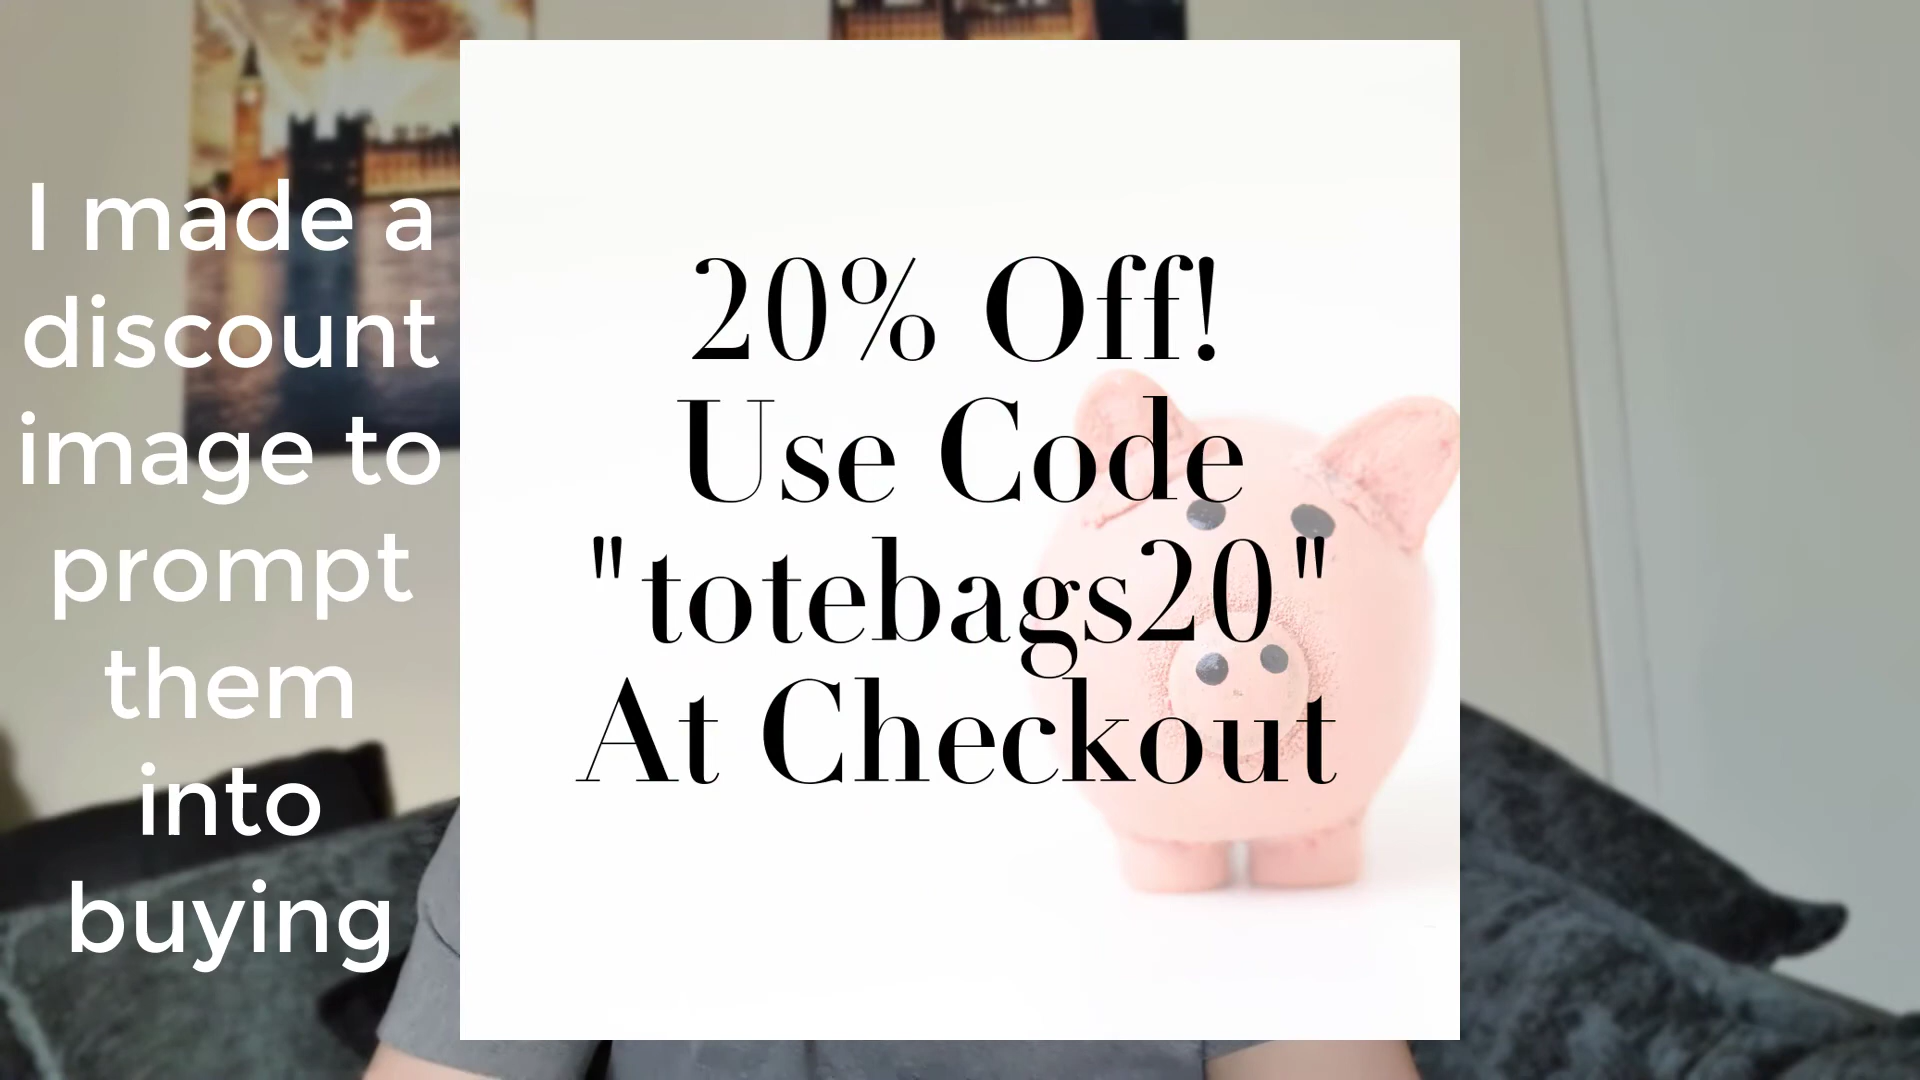 I made a
discount
image to
prompt
them
into
buying
20% Off!
Use Code
"totebags20"
At Checkout